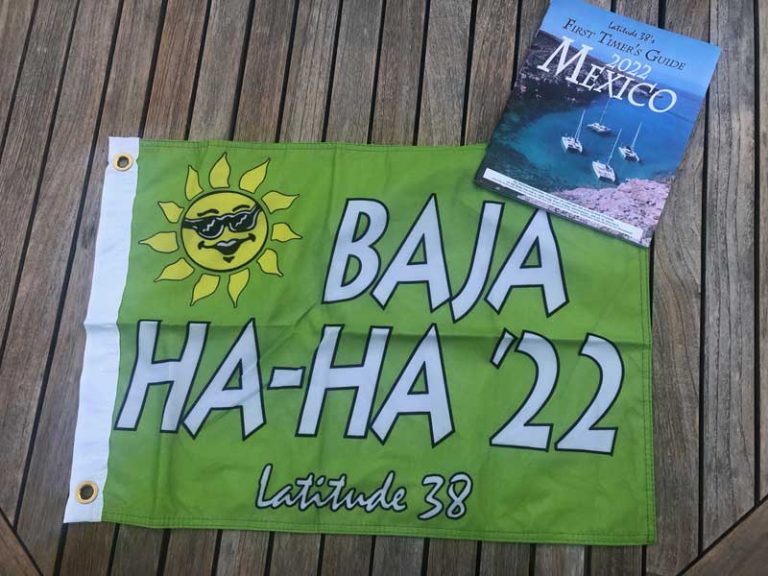 BAJA
HA-HA '22
Latitude 38
Latitude 38's
FIRST TIMER'S GUIDE
2022
MEXICO